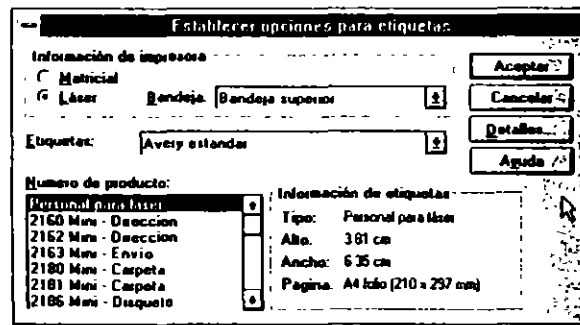 Establecer opciones para etiquetas
Información de impresora
Matricial
Láser Bandeja: Bandeja superior
Aceptar
Cancelar
Detalles...
Ayuda
Etiquetas: Avery estandar
Numero de producto:
Personal para láser
2160 Mini - Direccion
2162 Mini - Direccion
2163 Mini - Envio
2180 Mini - Carpeta
2181 Mini - Carpeta
2186 Mini - Disquete
Información de etiquetas
Tipo: Personal para láser
Alto. 3.81 cm
Ancho: 6.35 cm
Pagina. A4 folio (210 x 297 mm)